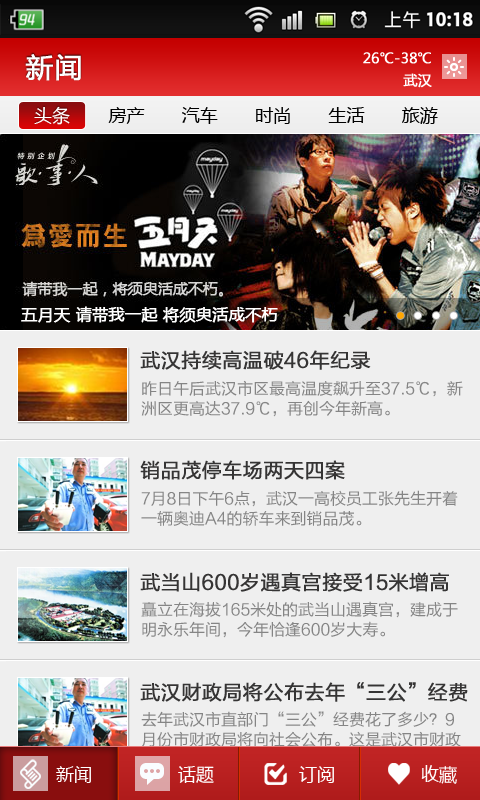 94
上午 10:18
新闻
26℃-38℃
武汉
头条 房产 汽车 时尚 生活 旅游
特别企划
歌·事·人
mayday
mayday
mayday
為愛而生 五月天
MAYDAY
请带我一起，将须臾活成不朽。
五月天 请带我一起，将须臾活成不朽
武汉持续高温破46年纪录
昨日午后武汉市区最高温度飙升至37.5℃，新
洲区更高达37.9℃，再创今年新高。
销品茂停车场两天四案
7月8日下午6点，武汉一高校员工张先生开着
一辆奥迪A4的轿车来到销品茂。
武当山600岁遇真宫接受15米增高
矗立在海拔165米处的武当山遇真宫，建成于
明永乐年间，今年恰逢600岁大寿。
武汉财政局将公布去年“三公”经费
去年武汉市直部门“三公”经费花了多少？9
月份市财政局将向社会公布。这是武汉市财政
新闻 话题 订阅 收藏